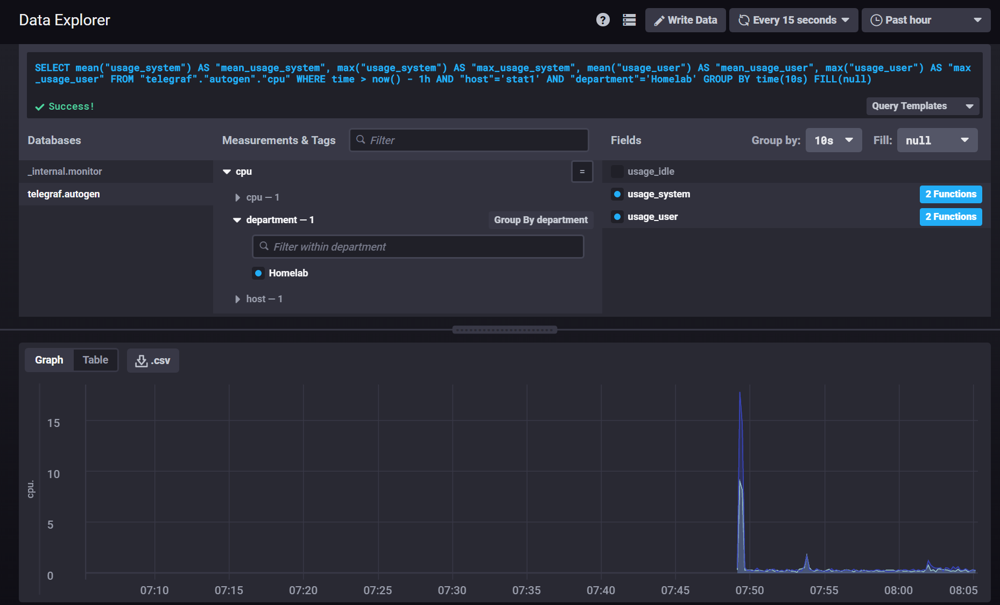 Data Explorer
?
Write Data
Every 15 seconds
Past hour
SELECT mean("usage_system") AS "mean_usage_system", max("usage_system") AS "max_usage_system", mean("usage_user") AS "mean_usage_user", max("usage_user") AS "max
_usage_user" FROM "telegraf"."autogen"."cpu" WHERE time > now() - 1h AND "host"='stat1' AND "department"='Homelab' GROUP BY time(10s) FILL(null)
Success!
Query Templates
Databases
_internal.monitor
telegraf.autogen
Measurements & Tags
Filter
cpu
=
cpu — 1
department — 1
Group By department
Filter within department
Homelab
host — 1
Fields
Group by:
10s
Fill:
null
usage_idle
usage_system
2 Functions
usage_user
2 Functions
Graph
Table
.csv
cpu.
15
10
5
0
07:10
07:15
07:20
07:25
07:30
07:35
07:40
07:45
07:50
07:55
08:00
08:05